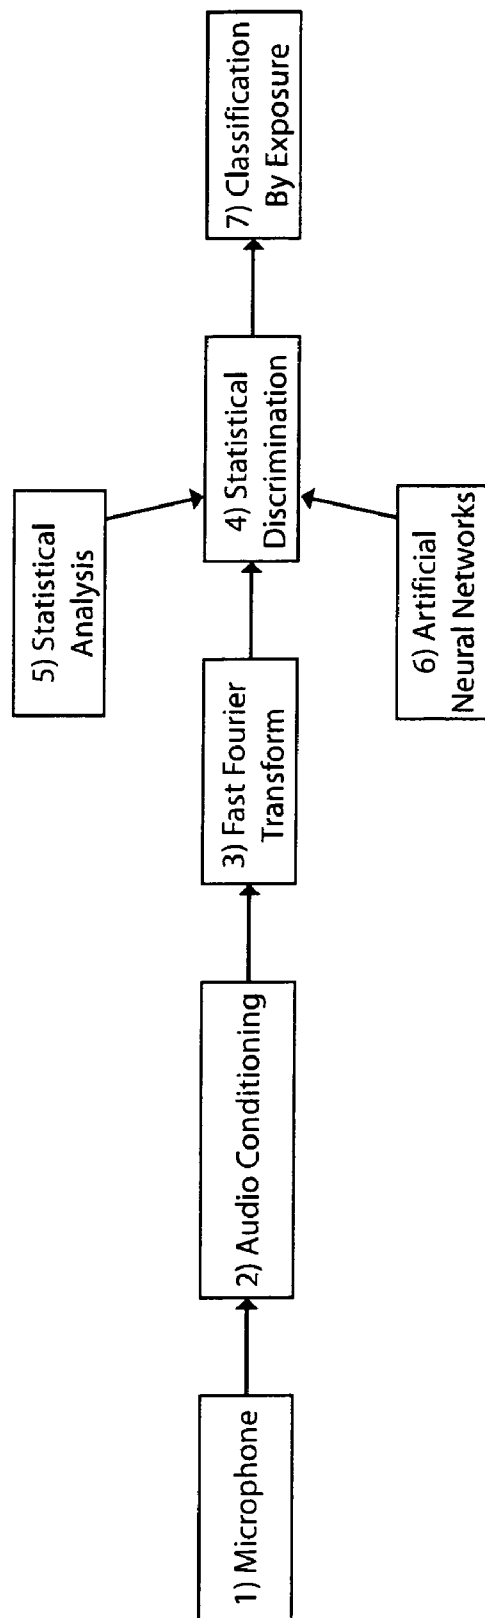 1) Microphone
2) Audio Conditioning
3) Fast Fourier
Transform
5) Statistical
Analysis
4) Statistical
Discrimination
6) Artificial
Neural Networks
7) Classification
By Exposure